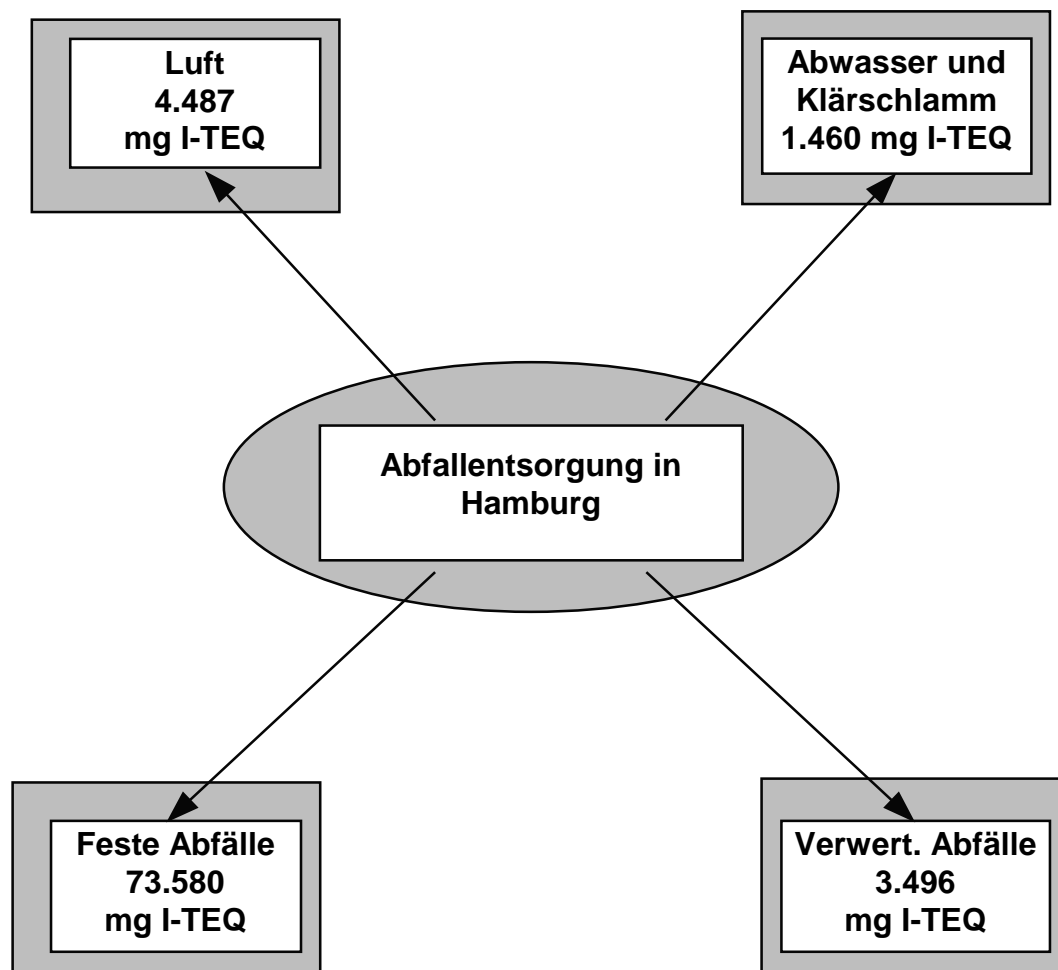 Luft
4.487
mg I-TEQ
Abwasser und
Klärschlamm
1.460 mg I-TEQ
Abfallentsorgung in
Hamburg
Feste Abfälle
73.580
mg I-TEQ
Verwert. Abfälle
3.496
mg I-TEQ